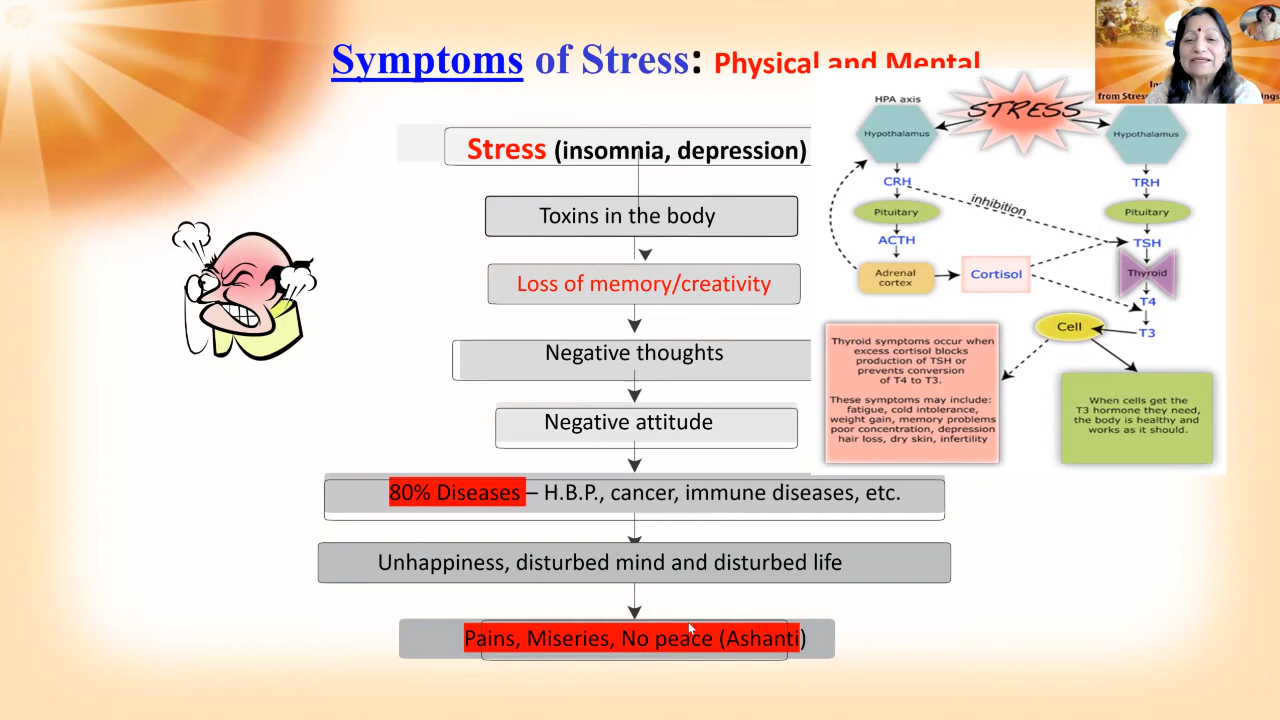 Symptoms of Stress: Physical and Mental
Stress (insomnia, depression)
Toxins in the body
Loss of memory/creativity
Negative thoughts
Negative attitude
80% Diseases – H.B.P., cancer, immune diseases, etc.
Unhappiness, disturbed mind and disturbed life
Pains, Miseries, No peace (Ashanti)
HPA axis
STRESS
Hypothalamus
Hypothalamus
CRH
TRH
inhibition
Pituitary
Pituitary
ACTH
TSH
Adrenal
cortex
Cortisol
Thyroid
T4
Cell
T3
Thyroid symptoms occur when
excess cortisol blocks
production of TSH or
prevents conversion
of T4 to T3.
These symptoms may include:
fatigue, cold intolerance,
weight gain, memory problems
poor concentration, depression
hair loss, dry skin, infertility
When cells get the
T3 hormone they need,
the body is healthy and
works as it should.
from Stres